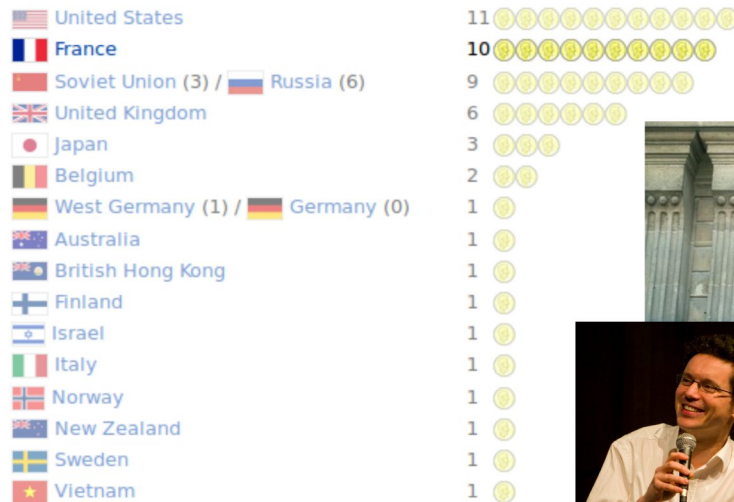 United States 11
France 10
Soviet Union (3) / Russia (6) 9
United Kingdom 6
Japan 3
Belgium 2
West Germany (1) / Germany (0) 1
Australia 1
British Hong Kong 1
Finland 1
Israel 1
Italy 1
Norway 1
New Zealand 1
Sweden 1
Vietnam 1